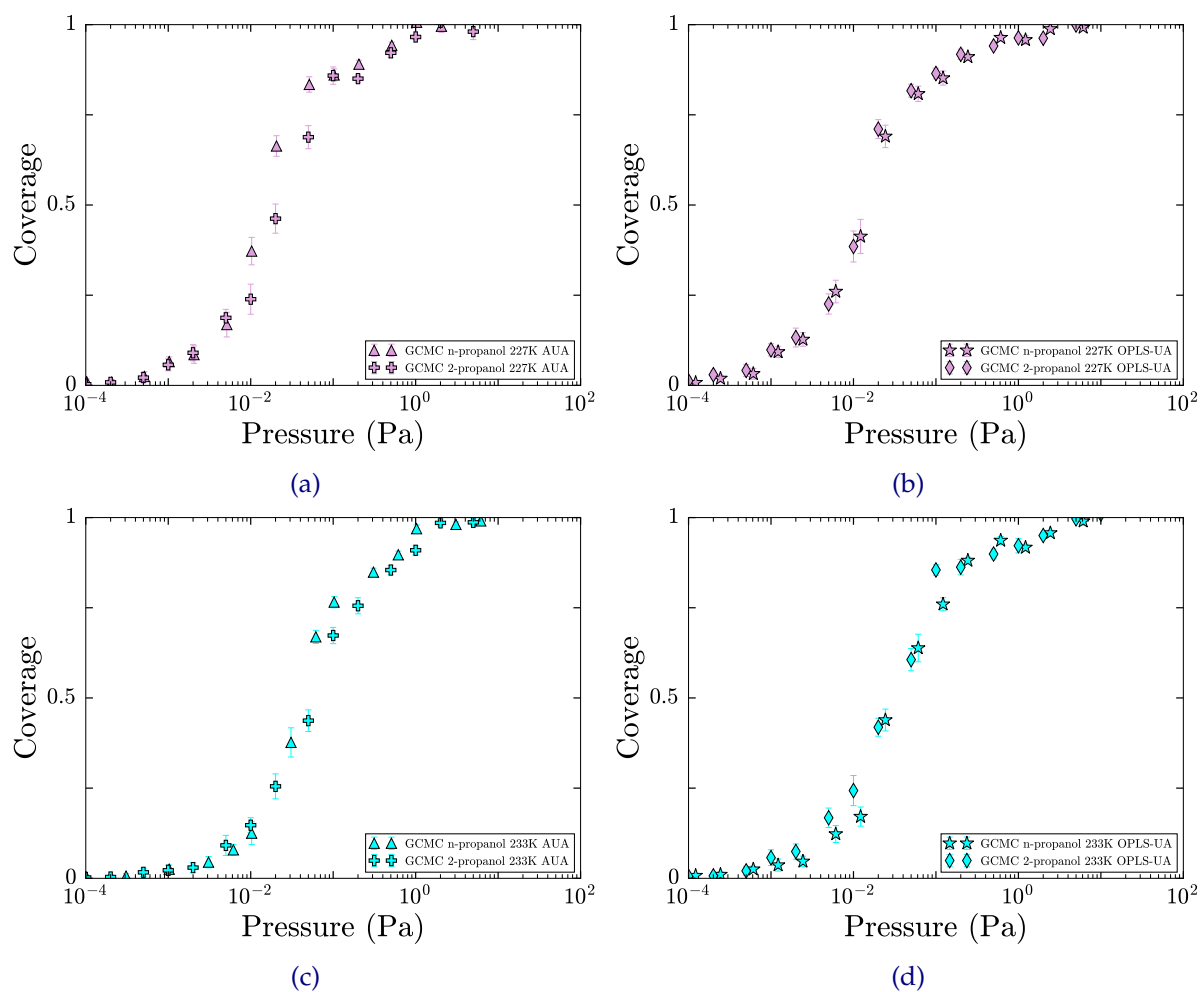 1
0.5
0
Coverage
10⁻⁴ 10⁻² 10⁰ 10²
Pressure (Pa)
GCMC n-propanol 227K AUA
GCMC 2-propanol 227K AUA
(a)
1
0.5
0
Coverage
10⁻⁴ 10⁻² 10⁰ 10²
Pressure (Pa)
GCMC n-propanol 227K OPLS-UA
GCMC 2-propanol 227K OPLS-UA
(b)
1
0.5
0
Coverage
10⁻⁴ 10⁻² 10⁰ 10²
Pressure (Pa)
GCMC n-propanol 233K AUA
GCMC 2-propanol 233K AUA
(c)
1
0.5
0
Coverage
10⁻⁴ 10⁻² 10⁰ 10²
Pressure (Pa)
GCMC n-propanol 233K OPLS-UA
GCMC 2-propanol 233K OPLS-UA
(d)